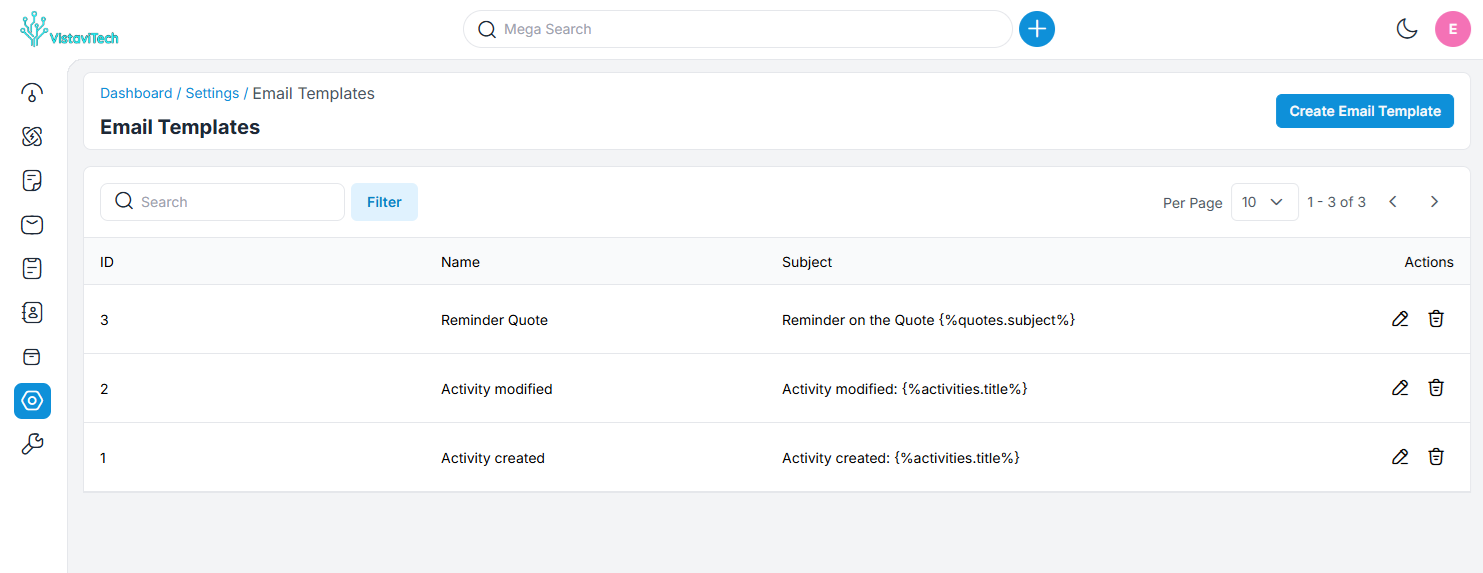 VistaviTech
Mega Search
E
Dashboard / Settings / Email Templates
Email Templates
Create Email Template
Search
Filter
Per Page
10
1 - 3 of 3
ID Name Subject Actions
3 Reminder Quote Reminder on the Quote {%quotes.subject%}
2 Activity modified Activity modified: {%activities.title%}
1 Activity created Activity created: {%activities.title%}